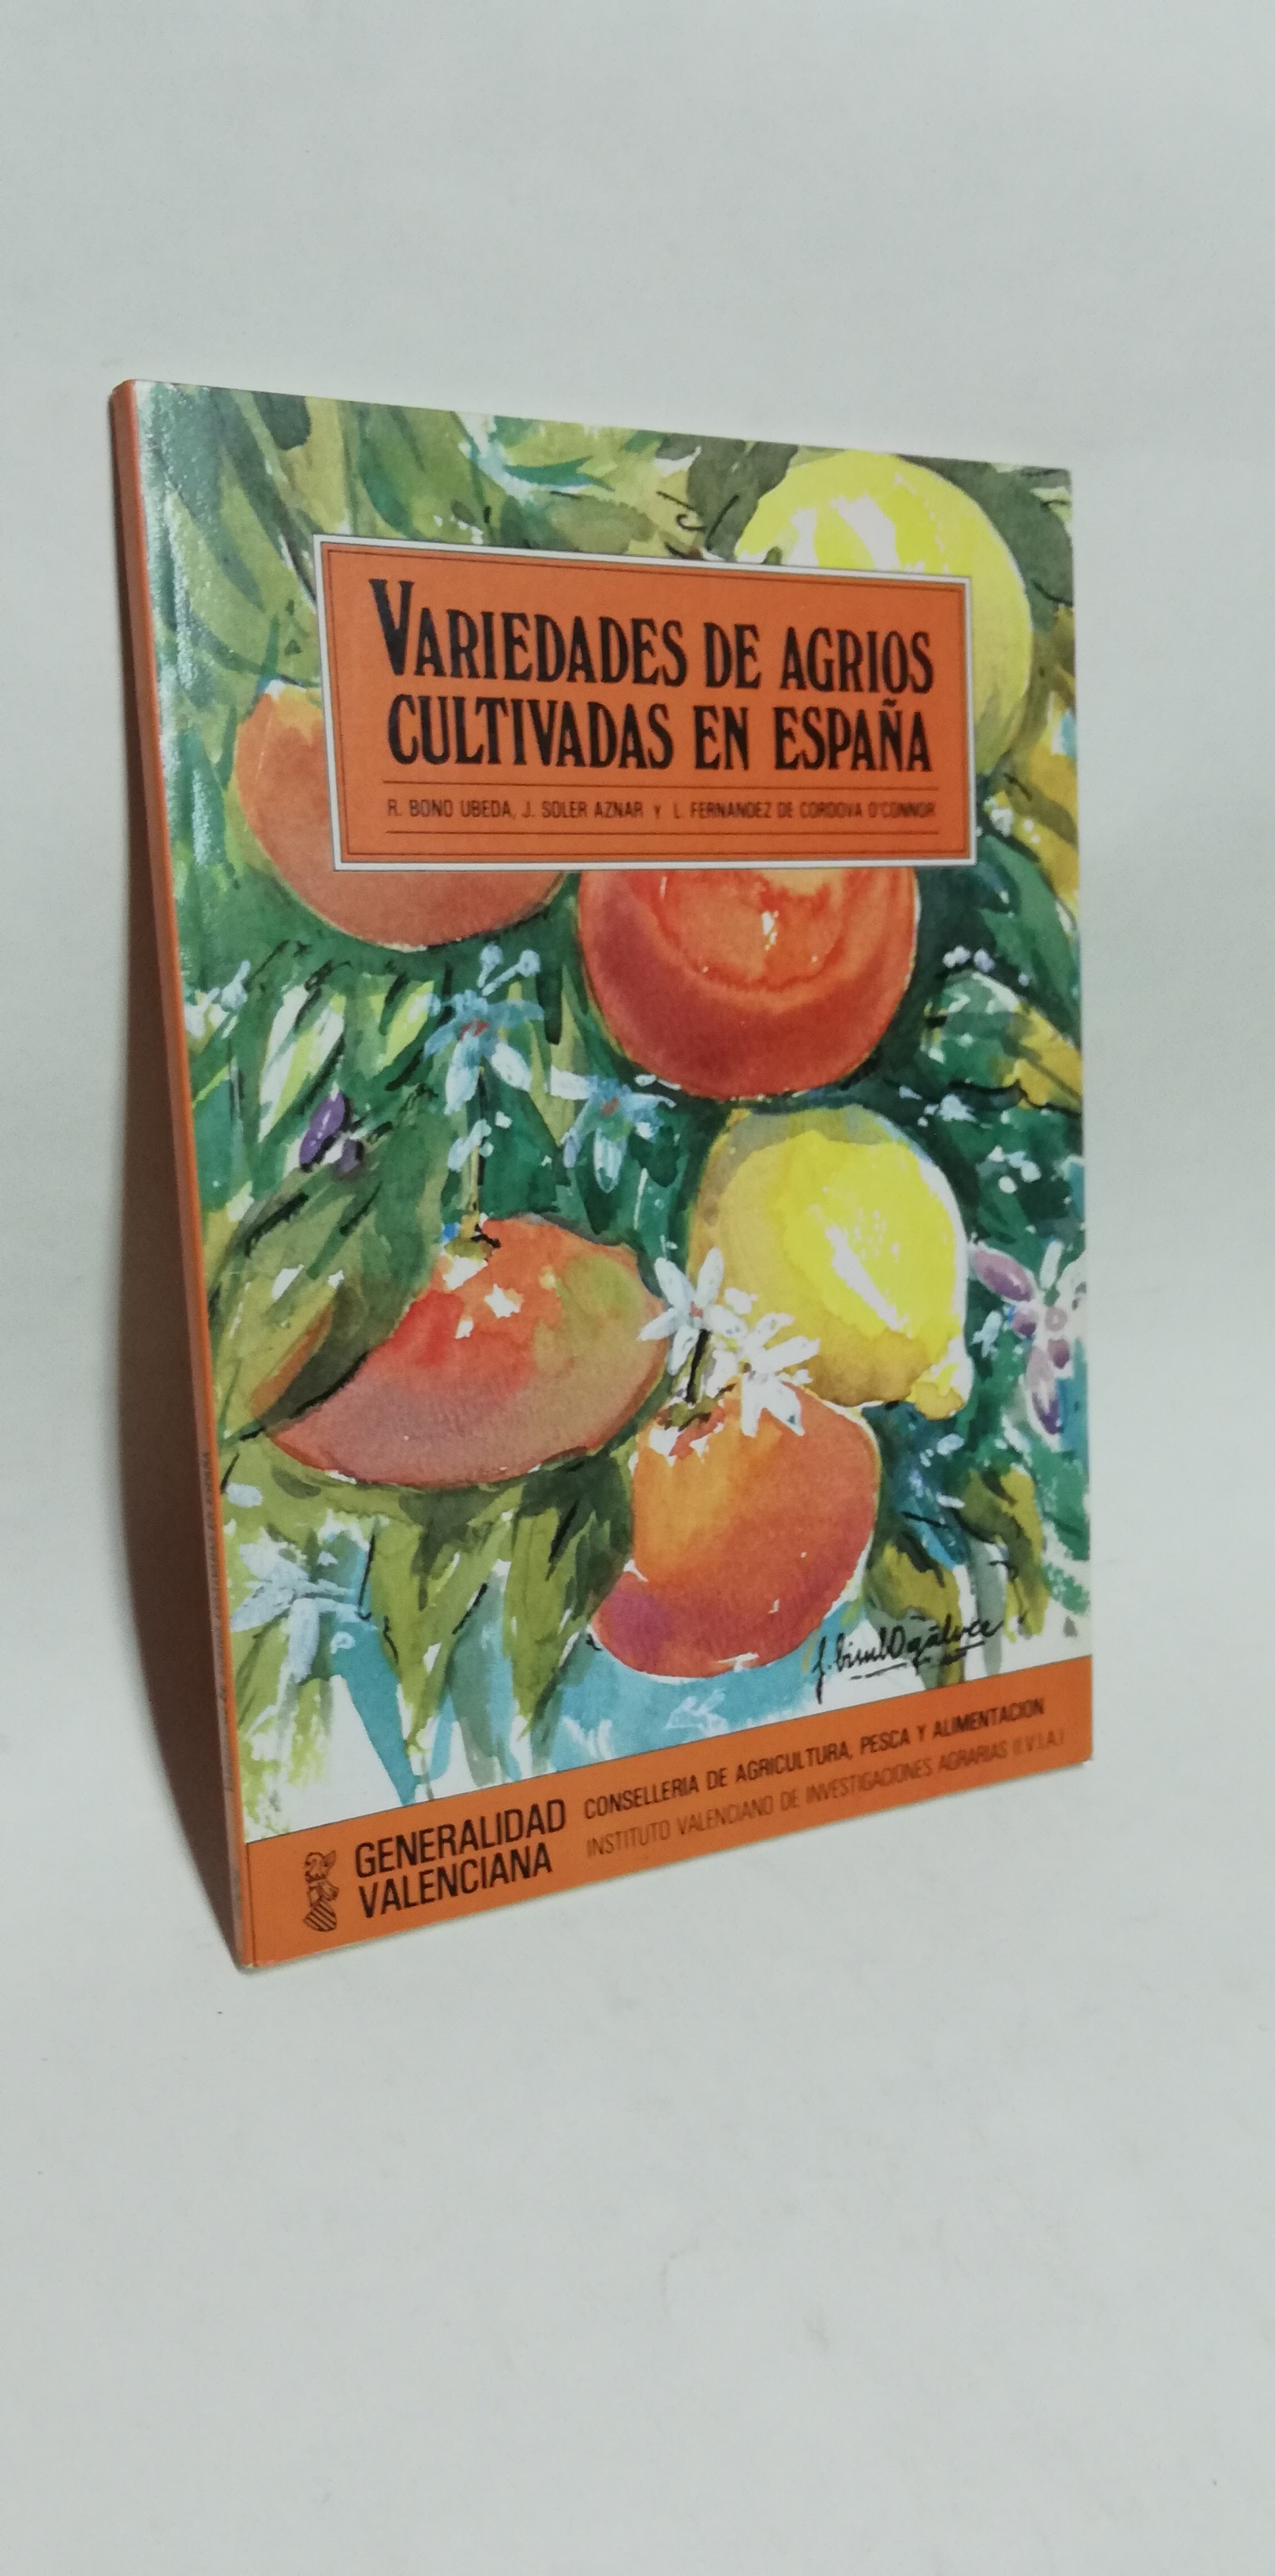 VARIEDADES DE AGRIOS
CULTIVADAS EN ESPAÑA
R. BONO UBEDA, J. SOLER AZNAR Y L. FERNANDEZ DE CORDOVA O'CONNOR
GENERALIDAD
VALENCIANA
CONSELLERIA DE AGRICULTURA, PESCA Y ALIMENTACION
INSTITUTO VALENCIANO DE INVESTIGACIONES AGRARIAS (I.V.I.A.)